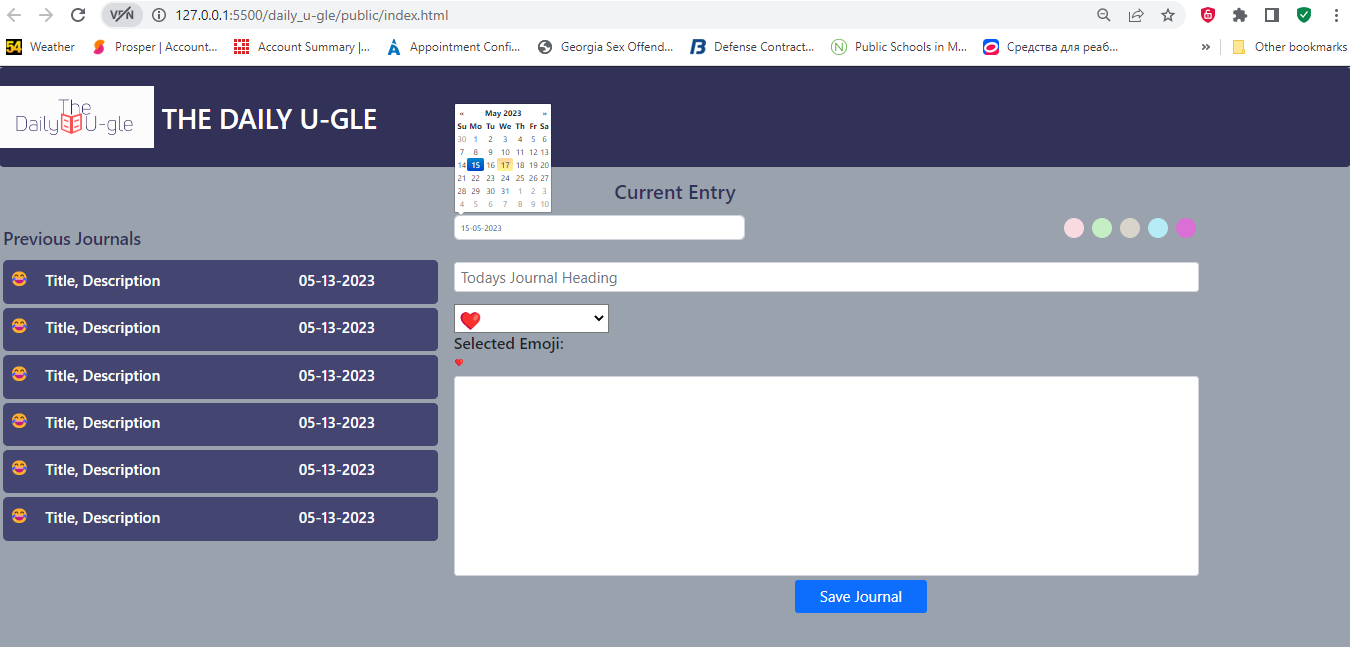 VPN 127.0.0.1:5500/daily_u-gle/public/index.html
54 Weather Prosper | Account... Account Summary |... Appointment Confi... Georgia Sex Offend... Defense Contract... Public Schools in M... Средства для реаб... » Other bookmarks
The
Daily U-gle
THE DAILY U-GLE
« May 2023 »
Su Mo Tu We Th Fr Sa
30 1 2 3 4 5 6
7 8 9 10 11 12 13
14 15 16 17 18 19 20
21 22 23 24 25 26 27
28 29 30 31 1 2 3
4 5 6 7 8 9 10
Current Entry
15-05-2023
Previous Journals
😂 Title, Description 05-13-2023
😂 Title, Description 05-13-2023
😂 Title, Description 05-13-2023
😂 Title, Description 05-13-2023
😂 Title, Description 05-13-2023
😂 Title, Description 05-13-2023
Todays Journal Heading
❤️
Selected Emoji:
❤️
Save Journal